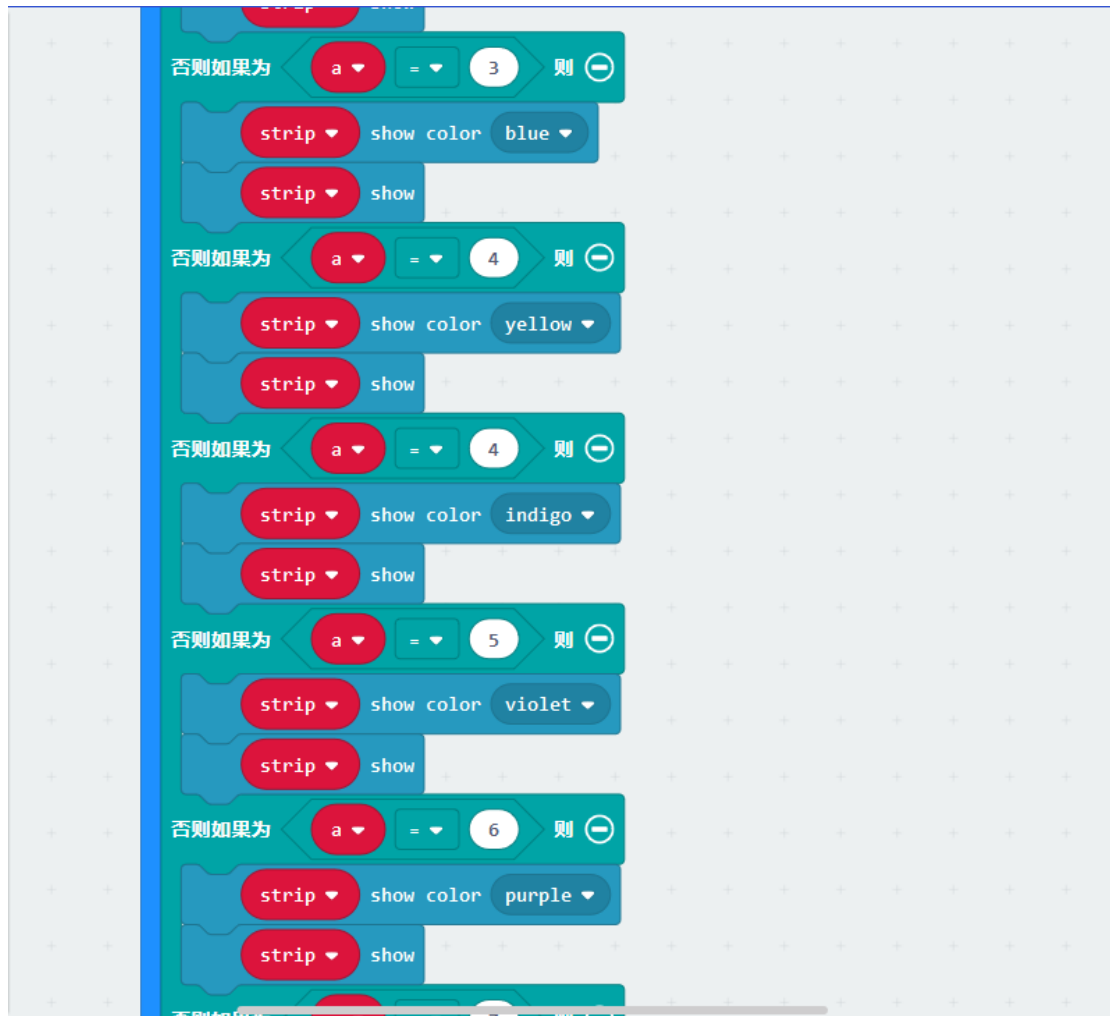 否则如果为 a = 3 则
strip show color blue
strip show
否则如果为 a = 4 则
strip show color yellow
strip show
否则如果为 a = 4 则
strip show color indigo
strip show
否则如果为 a = 5 则
strip show color violet
strip show
否则如果为 a = 6 则
strip show color purple
strip show